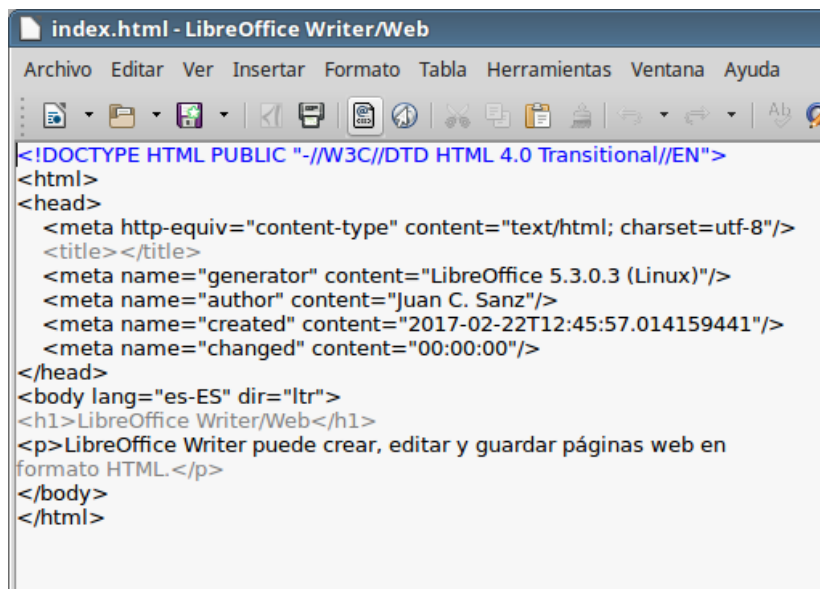 index.html - LibreOffice Writer/Web
Archivo Editar Ver Insertar Formato Tabla Herramientas Ventana Ayuda
<!DOCTYPE HTML PUBLIC "-//W3C//DTD HTML 4.0 Transitional//EN">
<html>
<head>
<meta http-equiv="content-type" content="text/html; charset=utf-8"/>
<title></title>
<meta name="generator" content="LibreOffice 5.3.0.3 (Linux)"/>
<meta name="author" content="Juan C. Sanz"/>
<meta name="created" content="2017-02-22T12:45:57.014159441"/>
<meta name="changed" content="00:00:00"/>
</head>
<body lang="es-ES" dir="ltr">
<h1>LibreOffice Writer/Web</h1>
<p>LibreOffice Writer puede crear, editar y guardar páginas web en
formato HTML.</p>
</body>
</html>